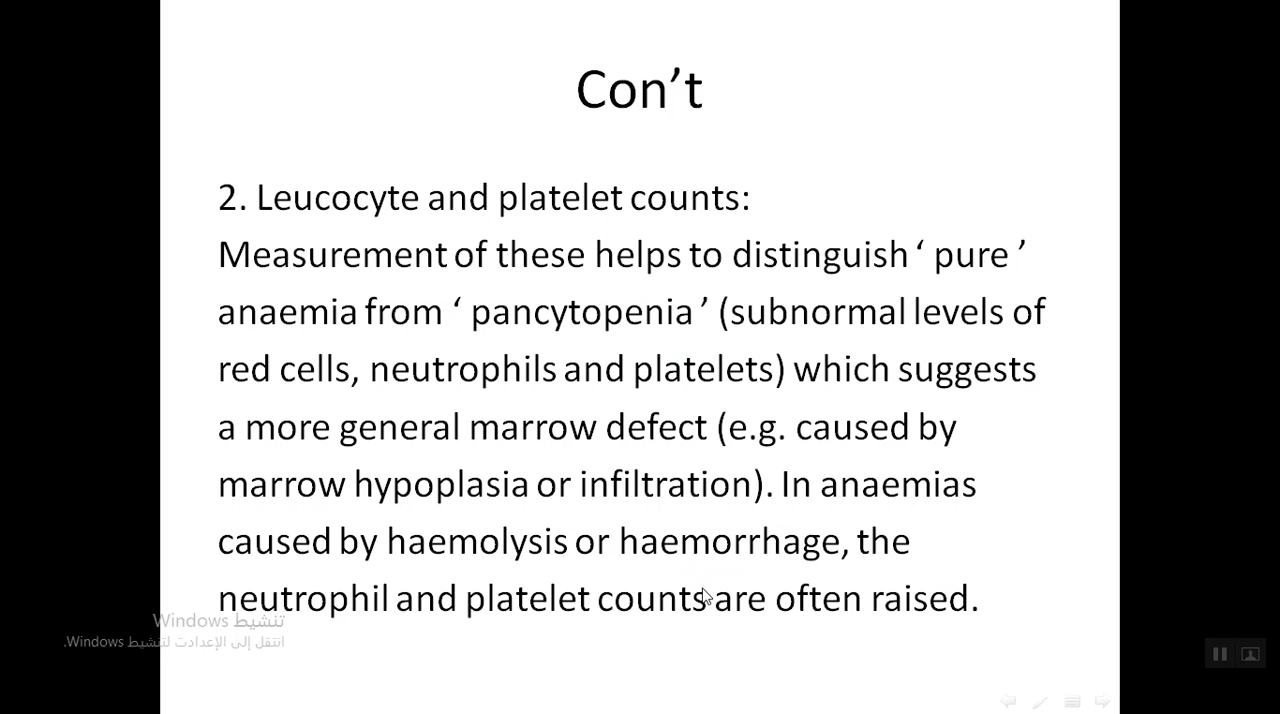 Con’t
2. Leucocyte and platelet counts:
Measurement of these helps to distinguish ‘ pure ’
anaemia from ‘ pancytopenia ’ (subnormal levels of
red cells, neutrophils and platelets) which suggests
a more general marrow defect (e.g. caused by
marrow hypoplasia or infiltration). In anaemias
caused by haemolysis or haemorrhage, the
neutrophil and platelet counts are often raised.
تنشيط Windows
انتقل إلى الإعدادت لتنشيط Windows.